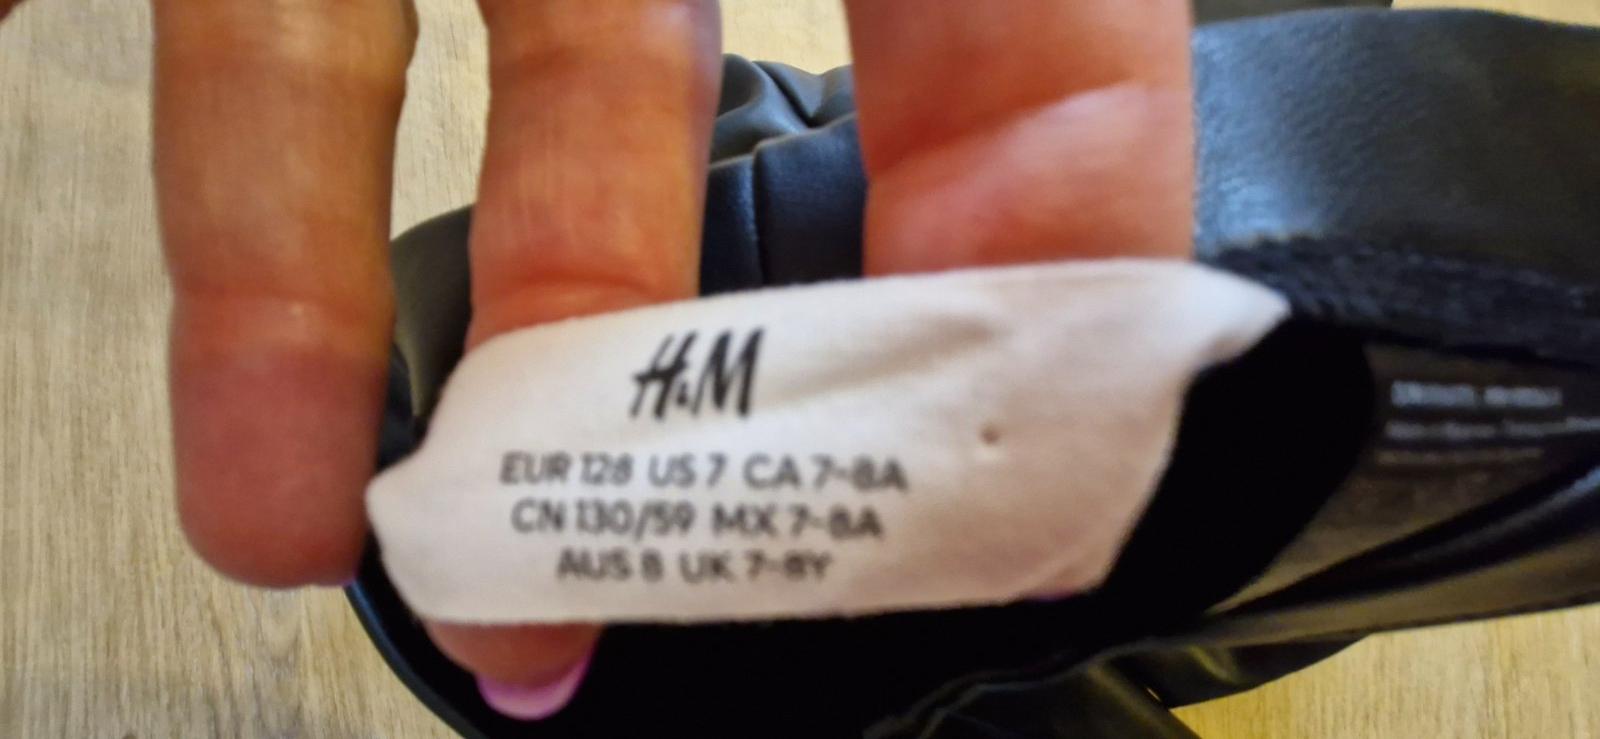 H&M
EUR 128 US 7 CA 7-8A
CN 130/59 MX 7-8A
AUS 8 UK 7-8Y